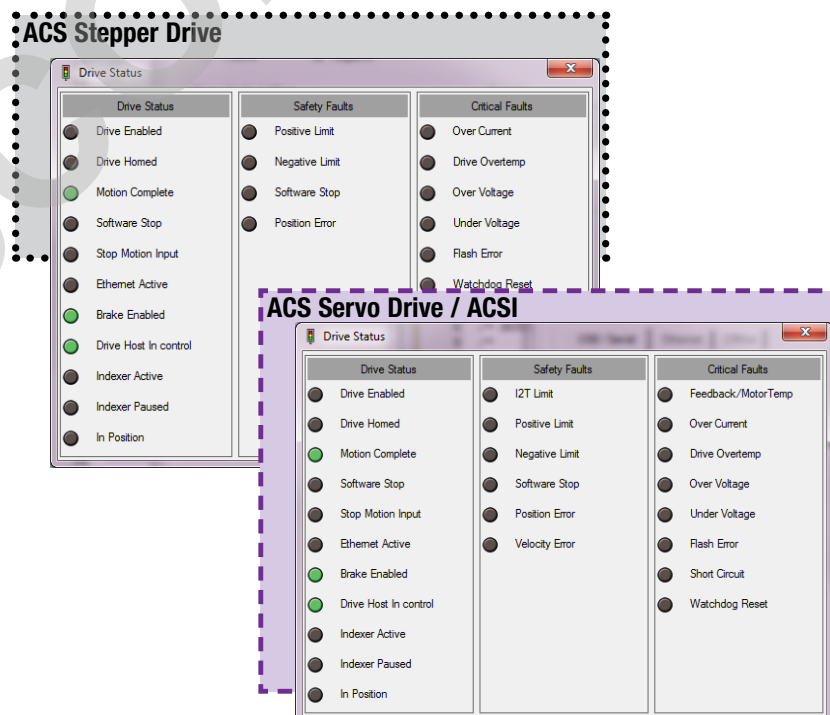 ACS Stepper Drive
Drive Status
Drive Status
Drive Enabled
Drive Homed
Motion Complete
Software Stop
Stop Motion Input
Ethernet Active
Brake Enabled
Drive Host In control
Indexer Active
Indexer Paused
In Position
Safety Faults
Positive Limit
Negative Limit
Software Stop
Position Error
Critical Faults
Over Current
Drive Overtemp
Over Voltage
Under Voltage
Flash Error
Watchdog Reset
ACS Servo Drive / ACSI
Drive Status
Drive Status
Drive Enabled
Drive Homed
Motion Complete
Software Stop
Stop Motion Input
Ethernet Active
Brake Enabled
Drive Host In control
Indexer Active
Indexer Paused
In Position
Safety Faults
I2T Limit
Positive Limit
Negative Limit
Software Stop
Position Error
Velocity Error
Critical Faults
Feedback/MotorTemp
Over Current
Drive Overtemp
Over Voltage
Under Voltage
Flash Error
Short Circuit
Watchdog Reset